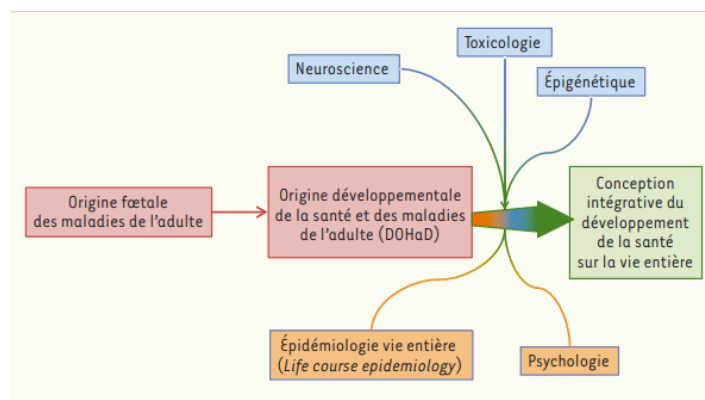 Toxicologie
Neuroscience
Épigénétique
Origine fœtale
des maladies de l'adulte
Origine développementale
de la santé et des maladies
de l'adulte (DOHaD)
Conception
intégrative du
développement
de la santé
sur la vie entière
Épidémiologie vie entière
(Life course epidemiology)
Psychologie